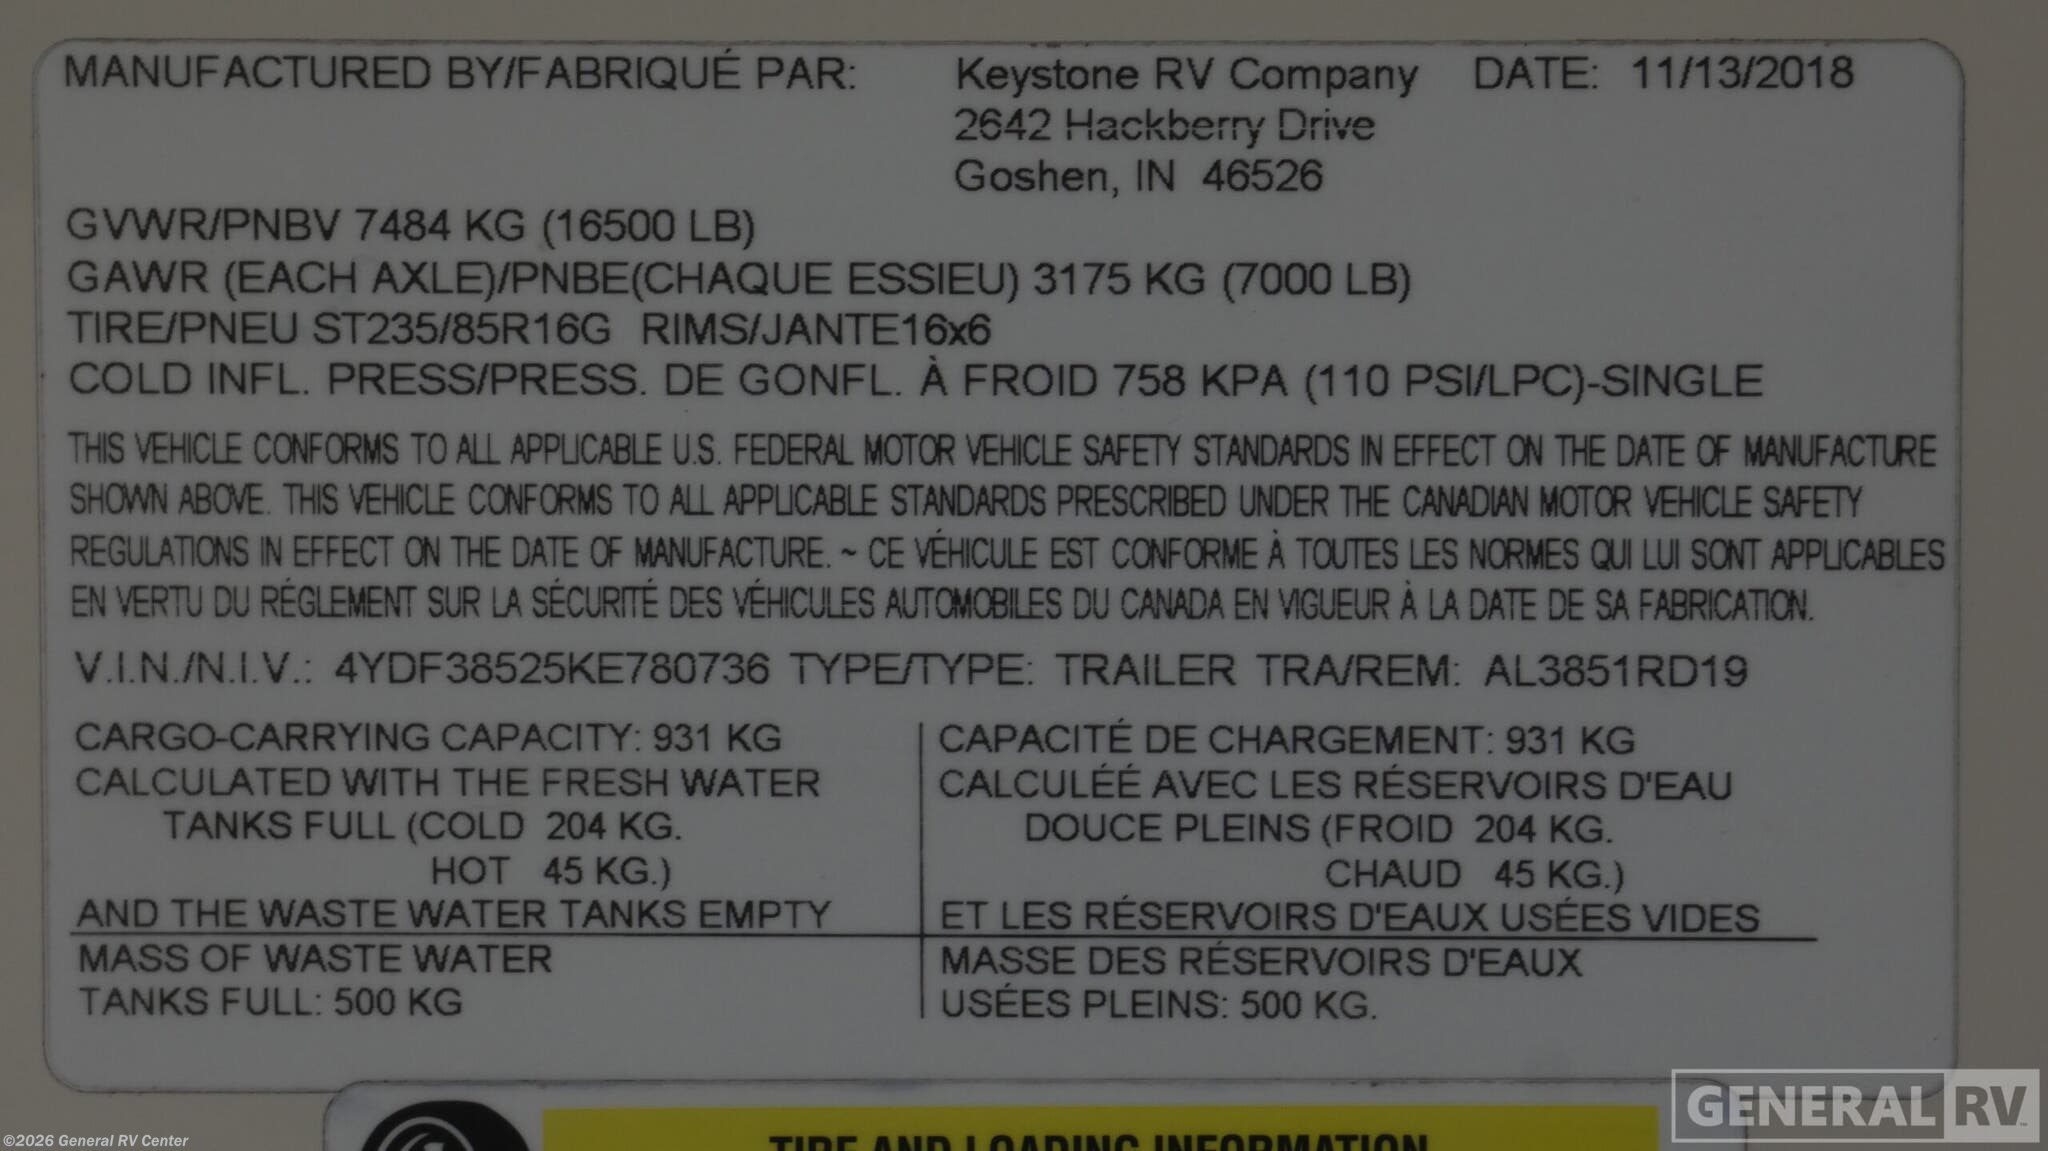 MANUFACTURED BY/FABRIQUÉ PAR: Keystone RV Company DATE: 11/13/2018
2642 Hackberry Drive
Goshen, IN 46526
GVWR/PNBV 7484 KG (16500 LB)
GAWR (EACH AXLE)/PNBE(CHAQUE ESSIEU) 3175 KG (7000 LB)
TIRE/PNEU ST235/85R16G RIMS/JANTE16x6
COLD INFL. PRESS/PRESS. DE GONFL. À FROID 758 KPA (110 PSI/LPC)-SINGLE
THIS VEHICLE CONFORMS TO ALL APPLICABLE U.S. FEDERAL MOTOR VEHICLE SAFETY STANDARDS IN EFFECT ON THE DATE OF MANUFACTURE
SHOWN ABOVE. THIS VEHICLE CONFORMS TO ALL APPLICABLE STANDARDS PRESCRIBED UNDER THE CANADIAN MOTOR VEHICLE SAFETY
REGULATIONS IN EFFECT ON THE DATE OF MANUFACTURE. ~ CE VÉHICULE EST CONFORME À TOUTES LES NORMES QUI LUI SONT APPLICABLES
EN VERTU DU RÉGLEMENT SUR LA SÉCURITÉ DES VÉHICULES AUTOMOBILES DU CANADA EN VIGUEUR À LA DATE DE SA FABRICATION.
V.I.N./N.I.V.: 4YDF38525KE780736 TYPE/TYPE: TRAILER TRA/REM: AL3851RD19
CARGO-CARRYING CAPACITY: 931 KG
CALCULATED WITH THE FRESH WATER
TANKS FULL (COLD 204 KG.
HOT 45 KG.)
AND THE WASTE WATER TANKS EMPTY
MASS OF WASTE WATER
TANKS FULL: 500 KG
CAPACITÉ DE CHARGEMENT: 931 KG
CALCULÉÉ AVEC LES RÉSERVOIRS D'EAU
DOUCE PLEINS (FROID 204 KG.
CHAUD 45 KG.)
ET LES RÉSERVOIRS D'EAUX USÉES VIDES
MASSE DES RÉSERVOIRS D'EAUX
USÉES PLEINS: 500 KG.
TIRE AND LOADING INFORMATION
GENERAL RV
©2026 General RV Center